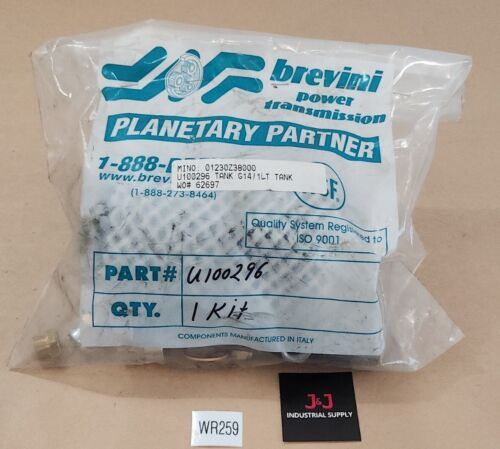 brevini
power
transmission
PLANETARY PARTNER
1-888-
www.brev
(1-888-273-8464)
MINO: 01230Z38000
U100296 TANK G14/1LT TANK
WO# 62697
Quality System Registered to
ISO 9001
PART# U100296
QTY. 1 Kit
COMPONENTS MANUFACTURED IN ITALY
WR259
J&J
INDUSTRIAL SUPPLY